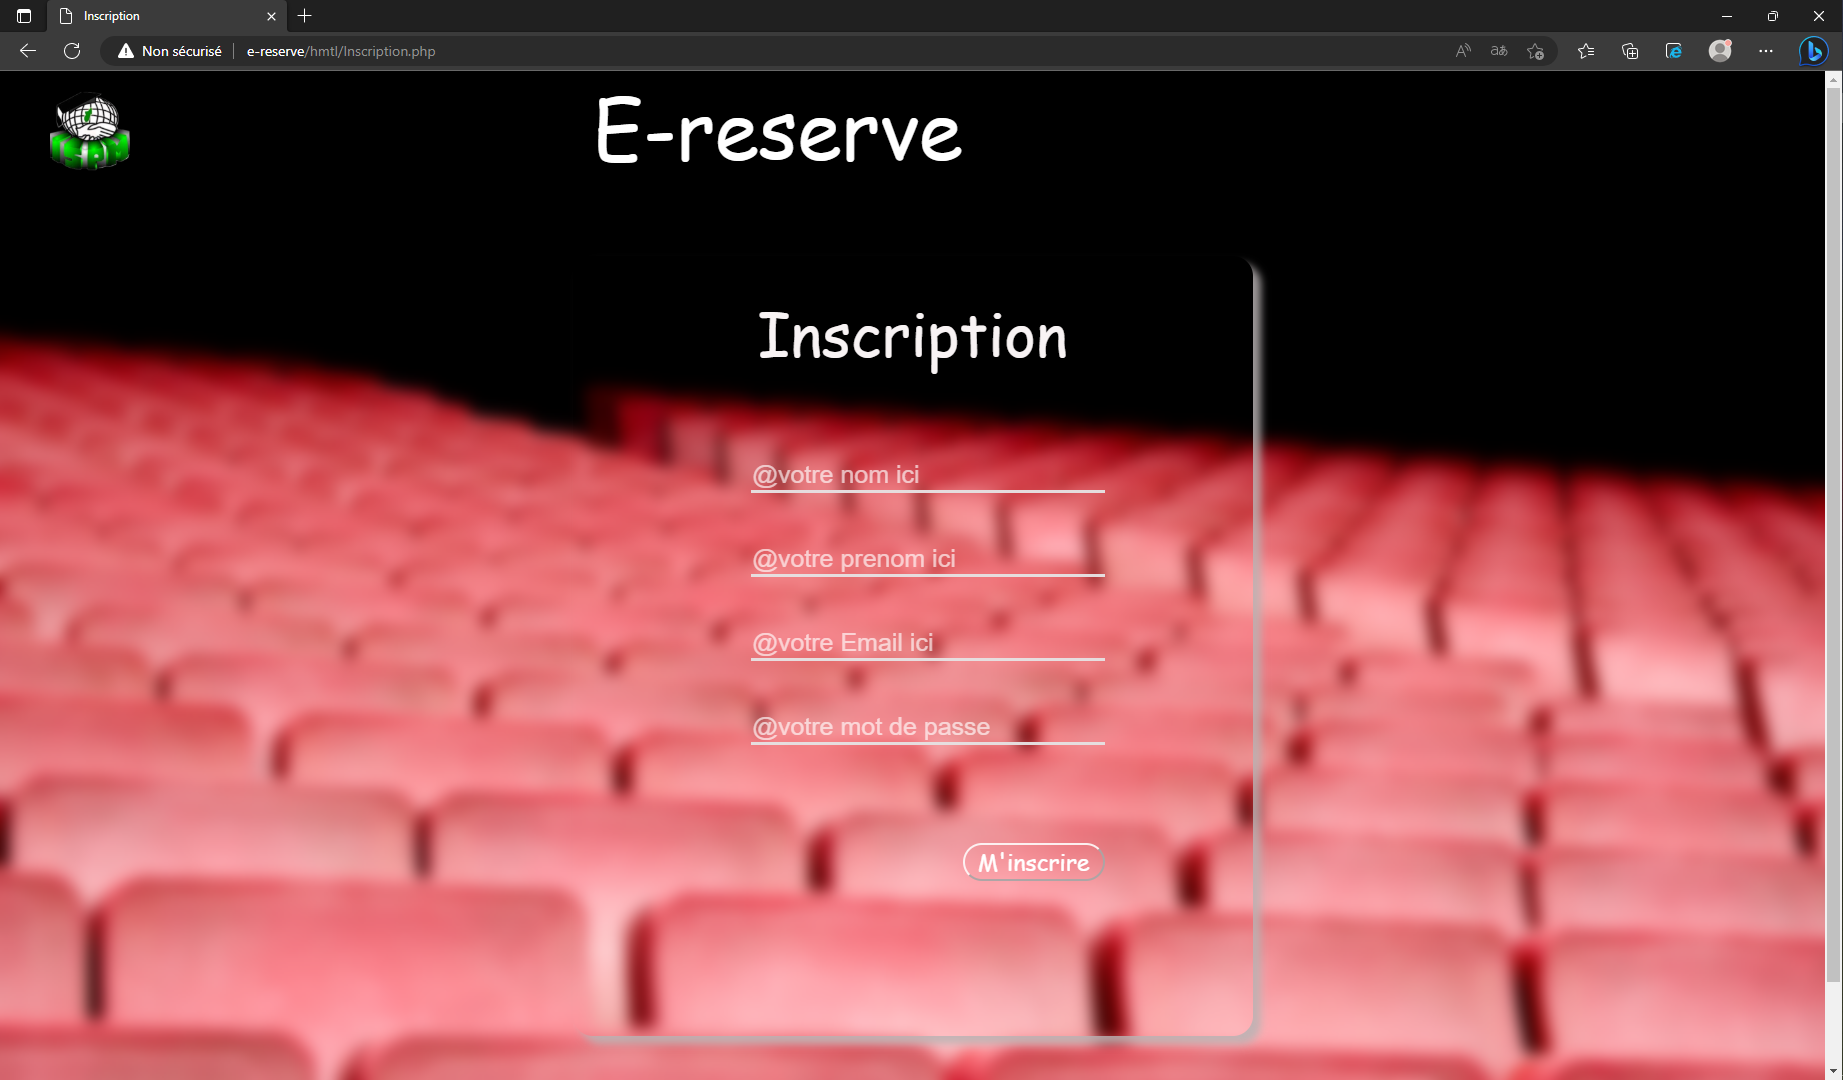 Inscription
Non sécurisé
e-reserve/hmtl/Inscription.php
ISAM
E-reserve
Inscription
@votre nom ici
@votre prenom ici
@votre Email ici
@votre mot de passe
M'inscrire